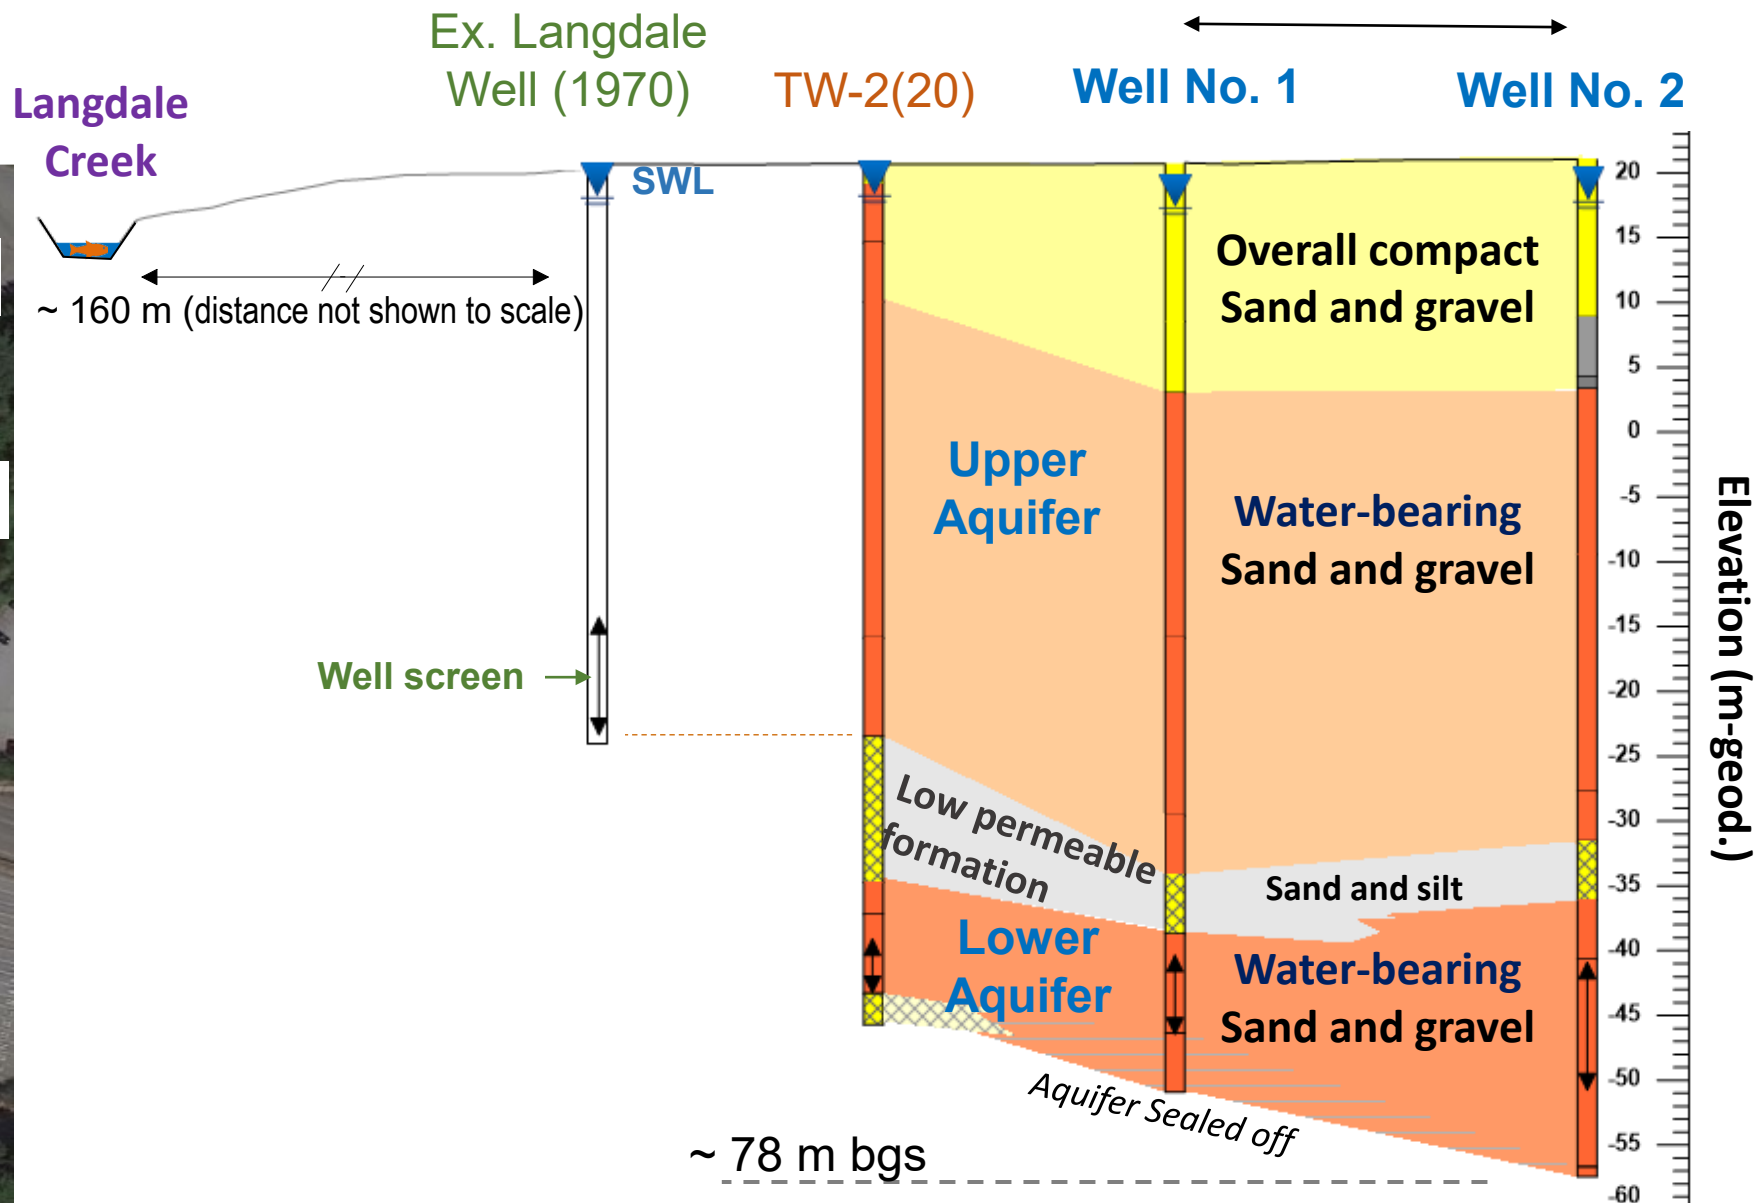 Ex. Langdale
Well (1970)
TW-2(20)
Well No. 1
Well No. 2
Langdale
Creek
SWL
~ 160 m (distance not shown to scale)
Overall compact
Sand and gravel
Upper
Aquifer
Water-bearing
Sand and gravel
Well screen
Low permeable
formation
Sand and silt
Lower
Aquifer
Water-bearing
Sand and gravel
Aquifer Sealed off
~ 78 m bgs
20
15
10
5
0
-5
-10
-15
-20
-25
-30
-35
-40
-45
-50
-55
-60
Elevation (m-geod.)